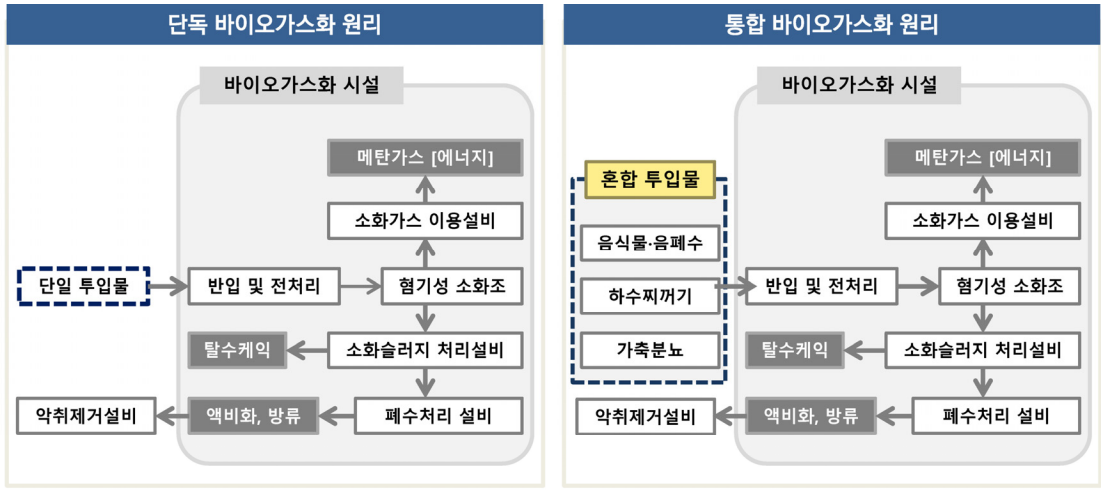 단독 바이오가스화 원리
바이오가스화 시설
메탄가스 [에너지]
소화가스 이용설비
단일 투입물
반입 및 전처리
혐기성 소화조
탈수케익
소화슬러지 처리설비
악취제거설비
액비화, 방류
폐수처리 설비
통합 바이오가스화 원리
바이오가스화 시설
메탄가스 [에너지]
혼합 투입물
소화가스 이용설비
음식물·음폐수
하수찌꺼기
가축분뇨
반입 및 전처리
혐기성 소화조
탈수케익
소화슬러지 처리설비
악취제거설비
액비화, 방류
폐수처리 설비